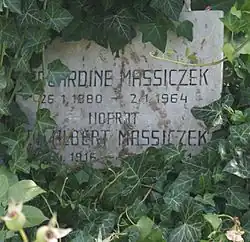 MASSICZEK
26.1.1880 - 2.1.1964
HOFRAT
ALBERT MASSICZEK
1916 -